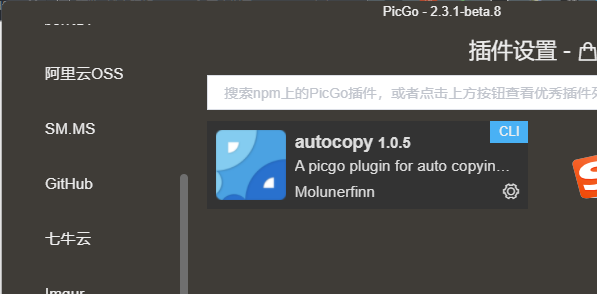 PicGo - 2.3.1-beta.8
插件设置 -
搜索npm上的PicGo插件，或者点击上方按钮查看优秀插件列
阿里云OSS
SM.MS
GitHub
七牛云
Imgur
CLI
autocopy 1.0.5
A picgo plugin for auto copyin...
Molunerfinn